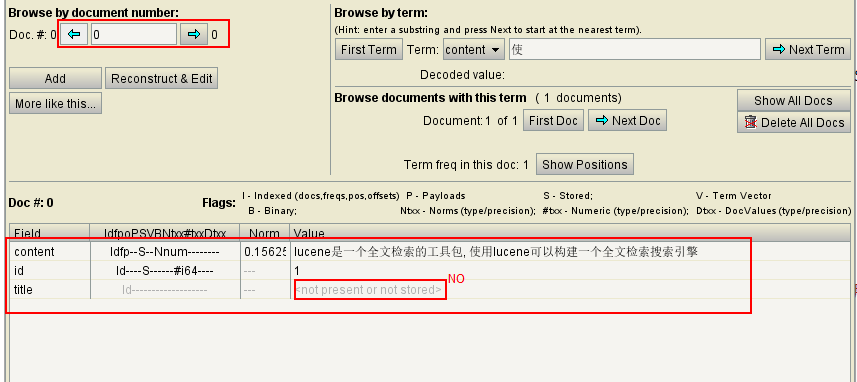 Browse by document number:
Doc. #: 0 0 0
Add Reconstruct & Edit
More like this...
Browse by term:
(Hint: enter a substring and press Next to start at the nearest term).
First Term Term: content 使 Next Term
Decoded value:
Browse documents with this term ( 1 documents)
Show All Docs
Document: 1 of 1 First Doc Next Doc
Delete All Docs
Term freq in this doc: 1 Show Positions
Doc #: 0 Flags:
I - Indexed (docs,freqs,pos,offsets) P - Payloads S - Stored; V - Term Vector
B - Binary; Ntxx - Norms (type/precision); #txx - Numeric (type/precision); Dtxx - DocValues (type/precision)
Field IdfpoPSVBNtxx#txxDtxx Norm Value
content Idfp--S--Nnum-------- 0.15625 lucene是一个全文检索的工具包, 使用lucene可以构建一个全文检索搜索引擎
id Id----S------#i64---- --- 1
NO
title Id------------------- --- <not present or not stored>